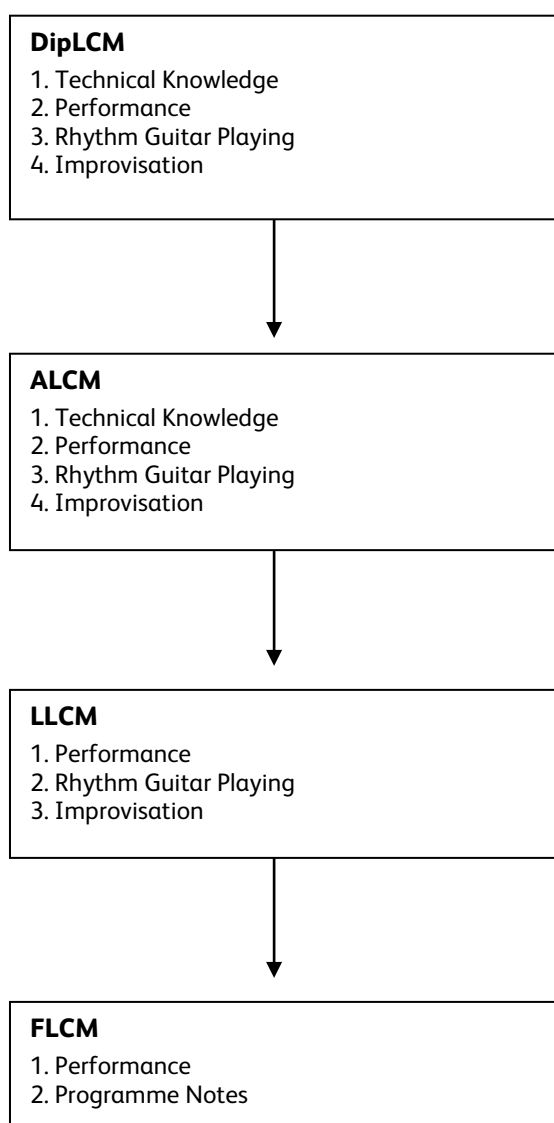 DipLCM
1. Technical Knowledge
2. Performance
3. Rhythm Guitar Playing
4. Improvisation
ALCM
1. Technical Knowledge
2. Performance
3. Rhythm Guitar Playing
4. Improvisation
LLCM
1. Performance
2. Rhythm Guitar Playing
3. Improvisation
FLCM
1. Performance
2. Programme Notes